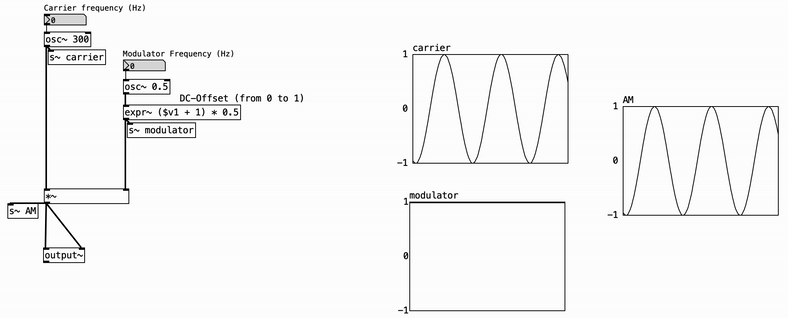 Carrier frequency (Hz)
0
osc~ 300
s~ carrier
Modulator Frequency (Hz)
0
osc~ 0.5
DC-Offset (from 0 to 1)
expr~ ($v1 + 1) * 0.5
s~ modulator
*~
s~ AM
output~
carrier
1
0
-1
modulator
1
0
-1
AM
1
0
-1